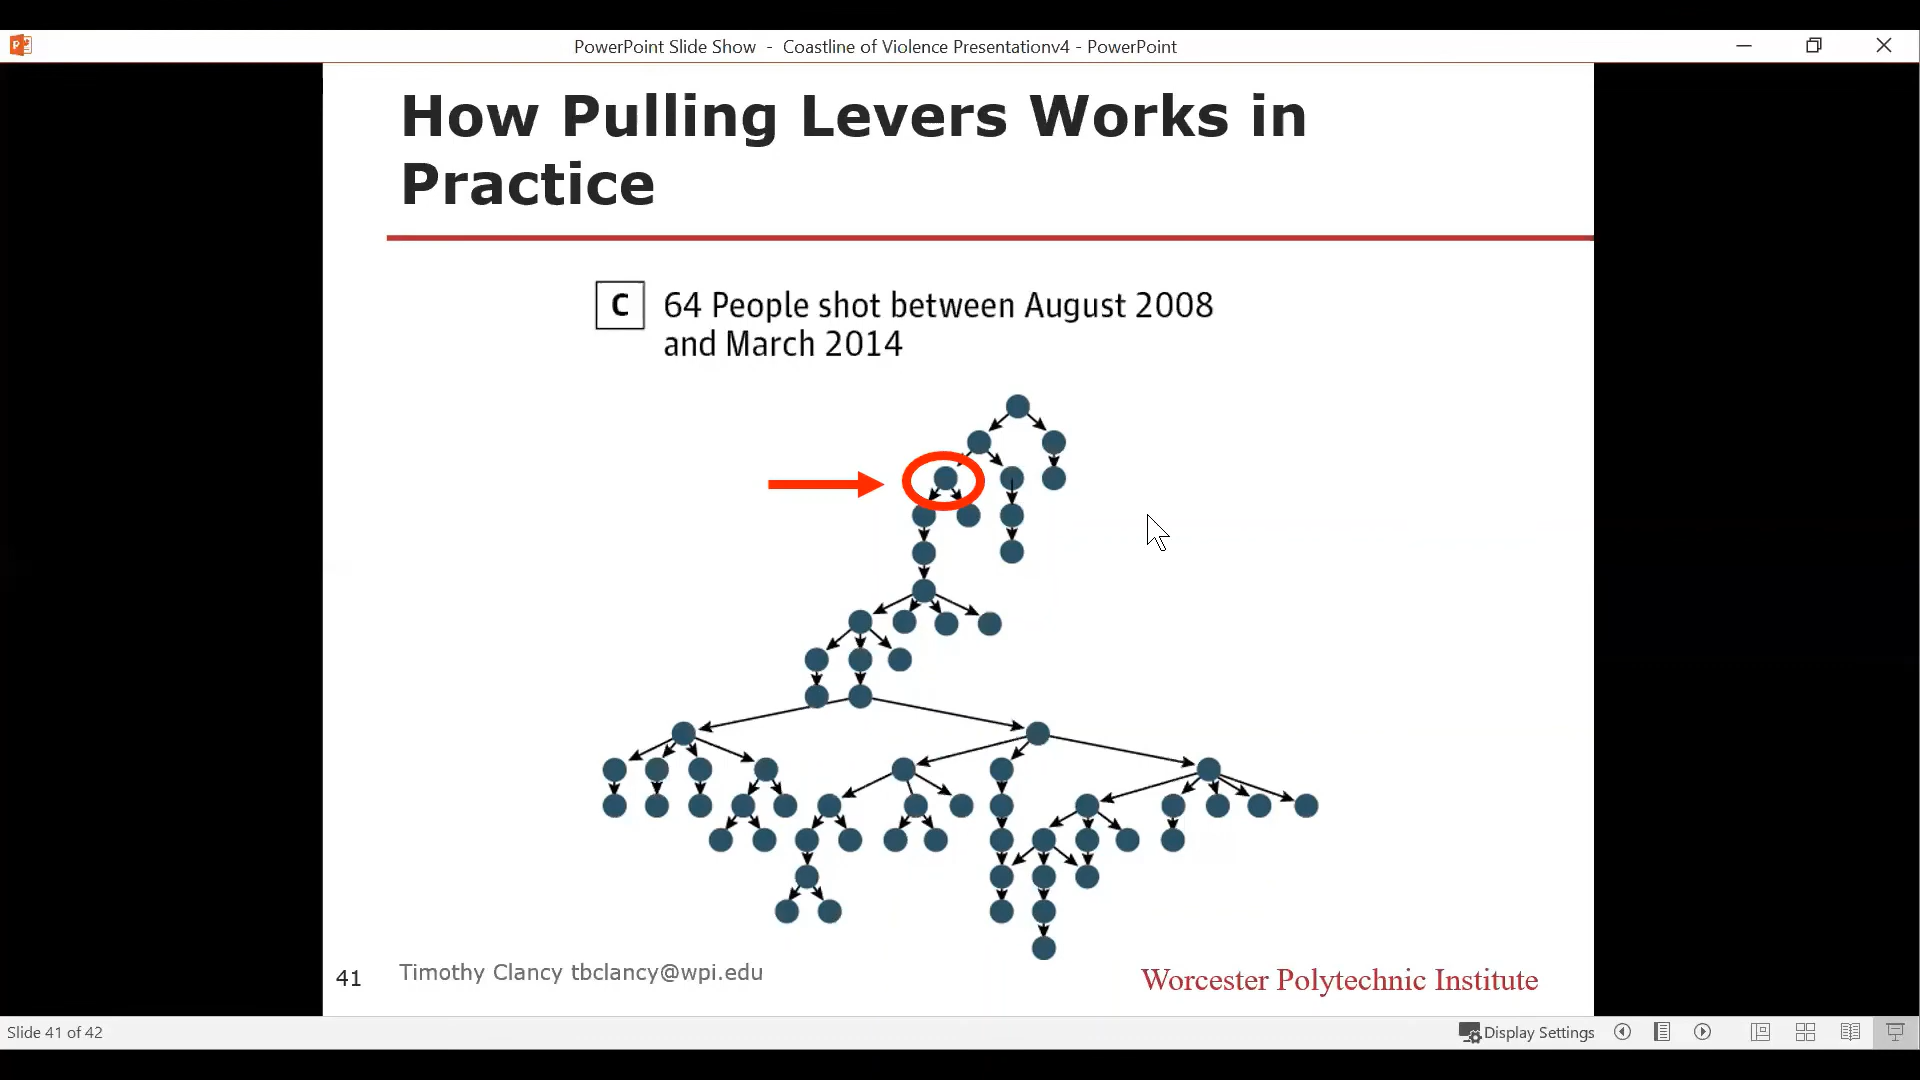 PowerPoint Slide Show - Coastline of Violence Presentationv4 - PowerPoint
How Pulling Levers Works in
Practice
C 64 People shot between August 2008
and March 2014
41 Timothy Clancy tbclancy@wpi.edu Worcester Polytechnic Institute
Slide 41 of 42 Display Settings